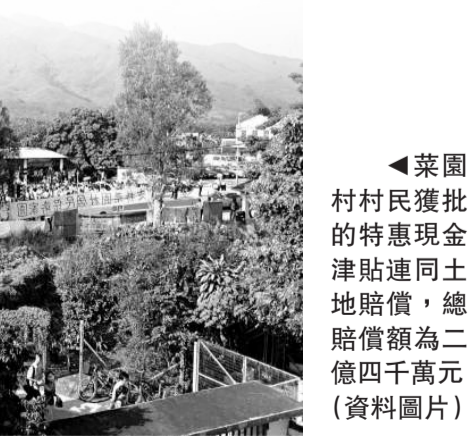 ◀菜園
村村民獲批
的特惠現金
津貼連同土
地賠償，總
賠償額為二
億四千萬元
(資料圖片)